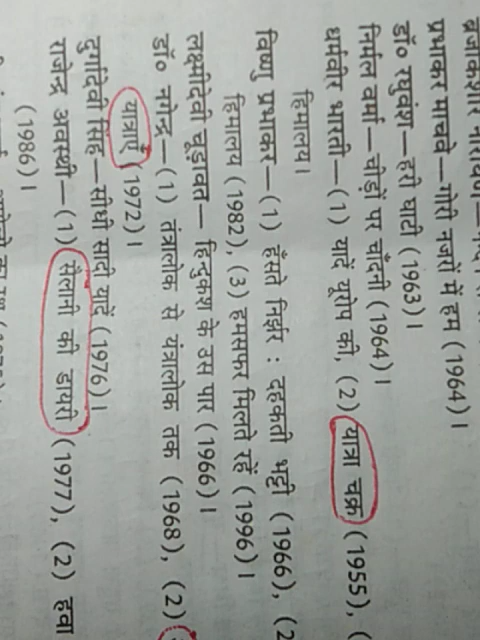 प्रभाकर माचवे—गोरी नजरों में हम (1964)।
डॉ० रघुवंश—हरी घाटी (1963)।
निर्मल वर्मा—चीड़ों पर चाँदनी (1964)।
धर्मवीर भारती—(1) यादें यूरोप की, (2) यात्रा चक्र (1955), (
हिमालय।
विष्णु प्रभाकर—(1) हँसते निर्झर : दहकती भट्टी (1966), (2
हिमालय (1982), (3) हमसफर मिलते रहें (1996)।
लक्ष्मीदेवी चूड़ावत— हिन्दुकश के उस पार (1966)।
डॉ० नगेन्द्र—(1) तंत्रालोक से यंत्रालोक तक (1968), (2)
यात्राएँ (1972)।
दुर्गादेवी सिंह—सीधी सादी यादें (1976)।
राजेन्द्र अवस्थी—(1) सैलानी की डायरी (1977), (2) हवा
(1986)।